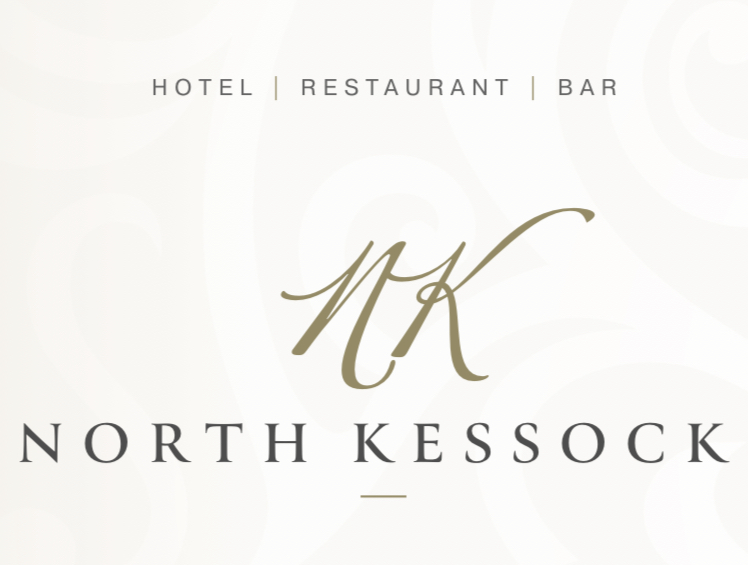 HOTEL | RESTAURANT | BAR
NK
NORTH KESSOCK